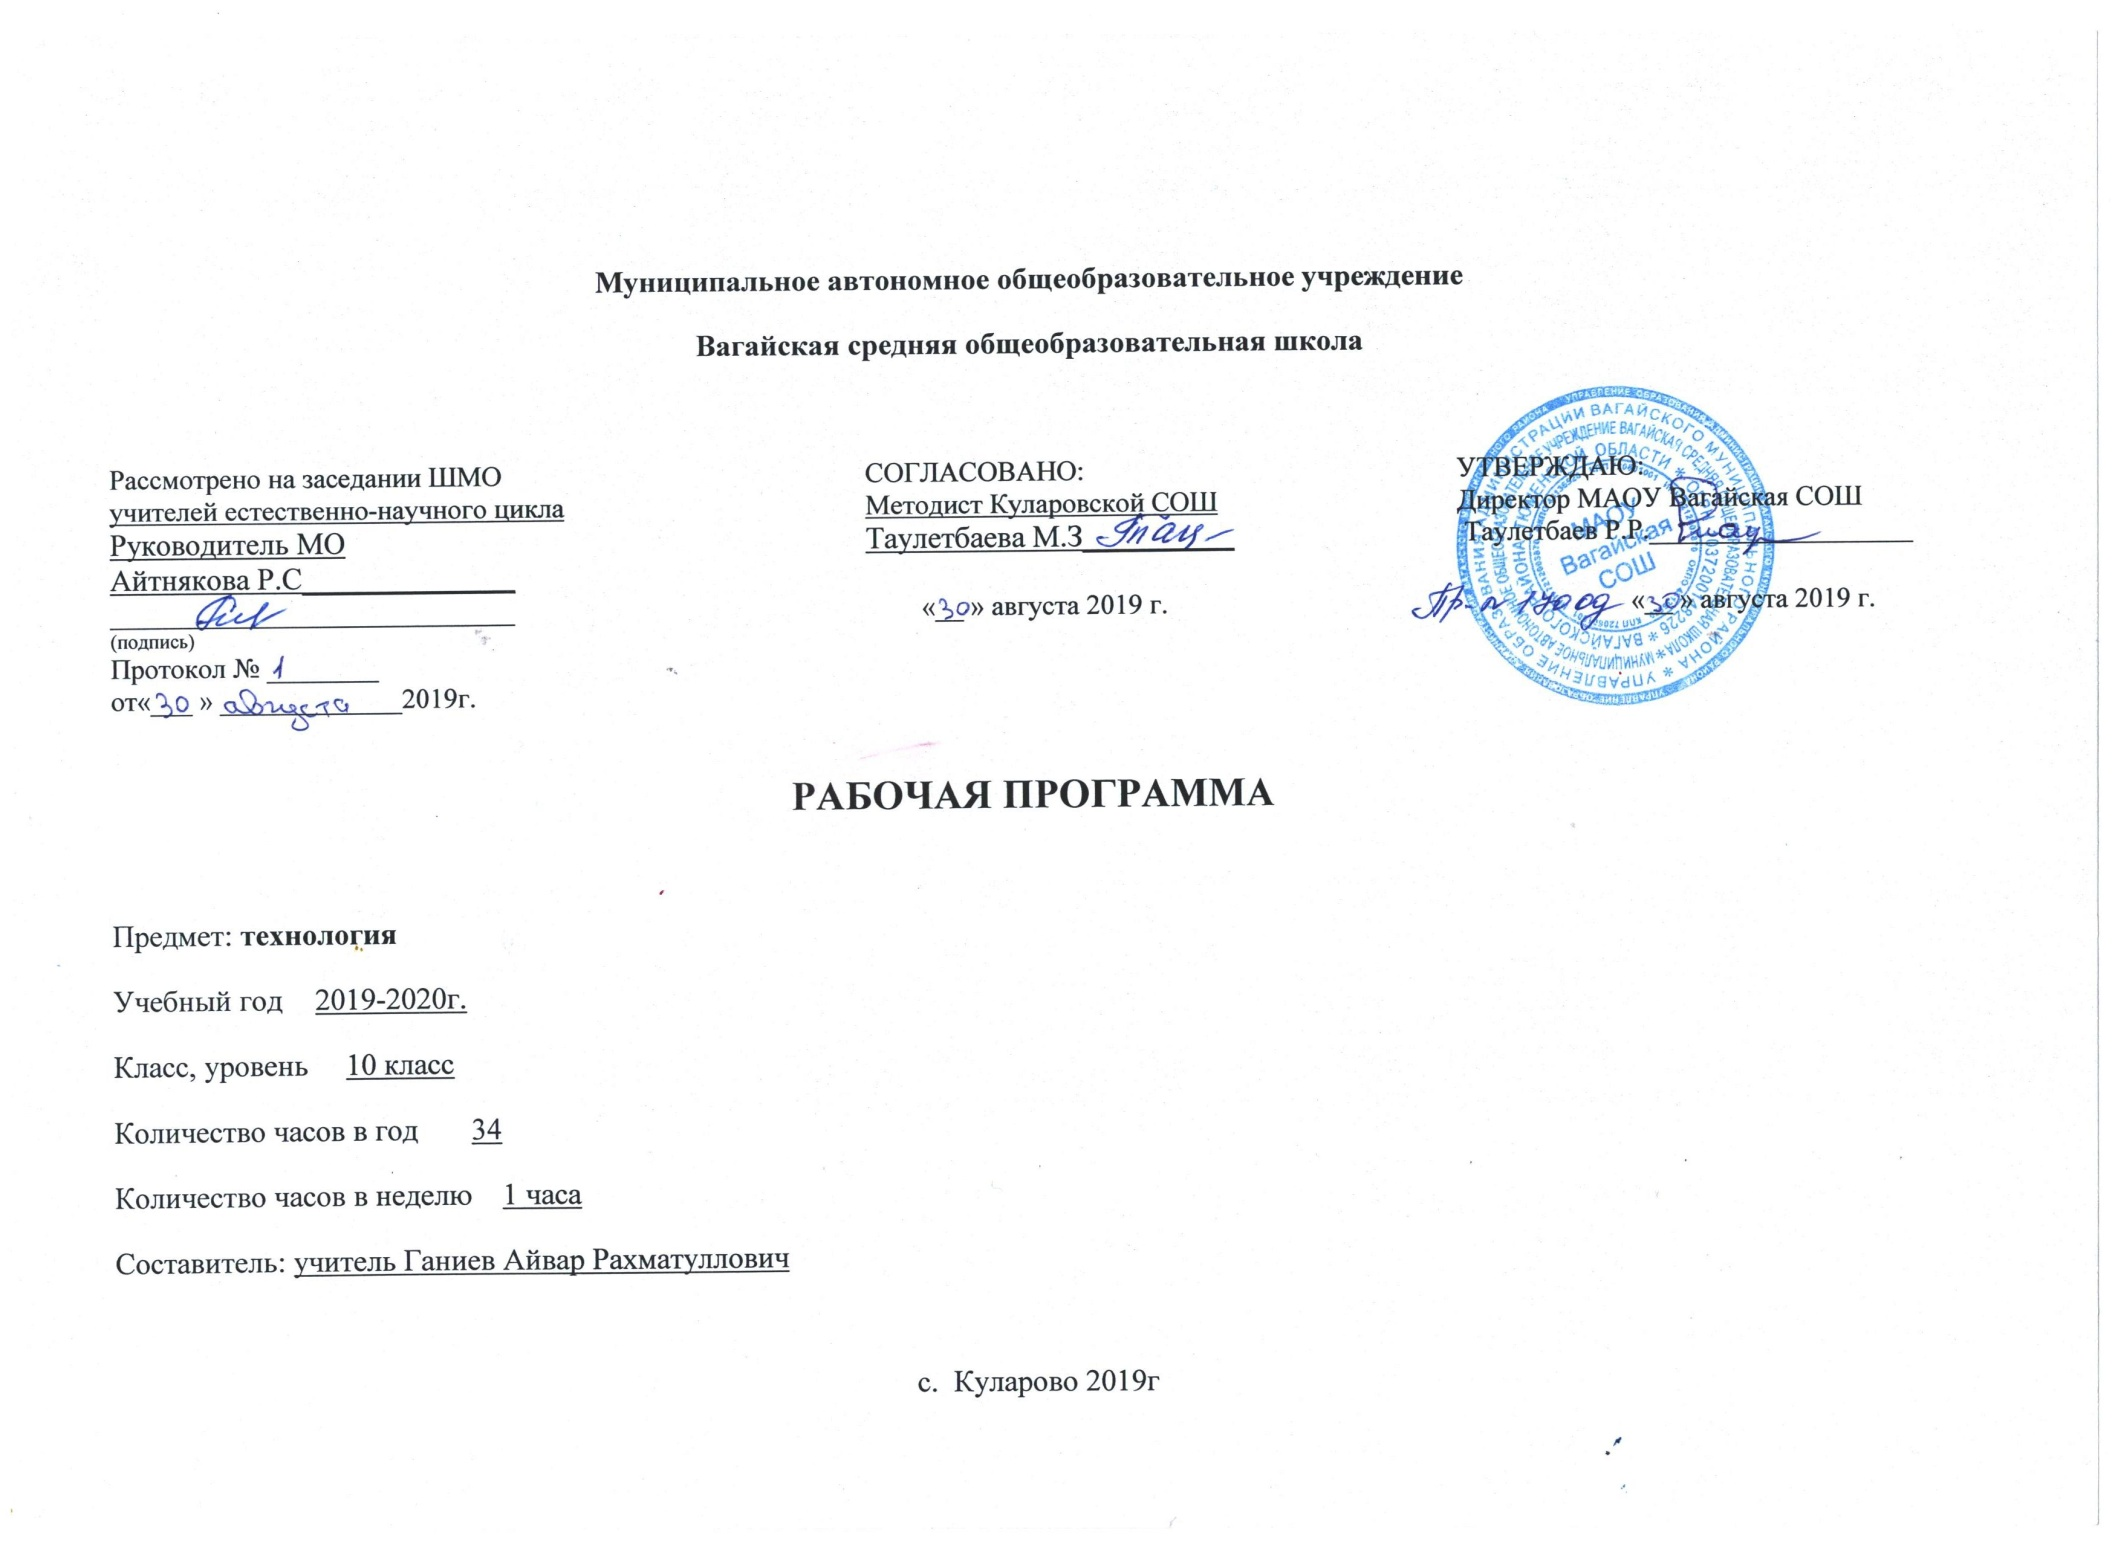 Муниципальное автономное общеобразовательное учреждение
Вагайская средняя общеобразовательная школа
Рассмотрено на заседании ШМО
учителей естественно-научного цикла
Руководитель МО
Айтнякова Р.С
(подпись)
Протокол № 1
от«30 » августа 2019г.
СОГЛАСОВАНО:
Методист Куларовской СОШ
Таулетбаева М.З
«30» августа 2019 г.
УТВЕРЖДАЮ:
Директор МАОУ Вагайская СОШ
Таулетбаев Р.Р.
«30» августа 2019 г.
МАОУ
Вагайская
СОШ
РАБОЧАЯ ПРОГРАММА
Предмет: технология
Учебный год 2019-2020г.
Класс, уровень 10 класс
Количество часов в год 34
Количество часов в неделю 1 часа
Составитель: учитель Ганиев Айвар Рахматуллович
с. Куларово 2019г